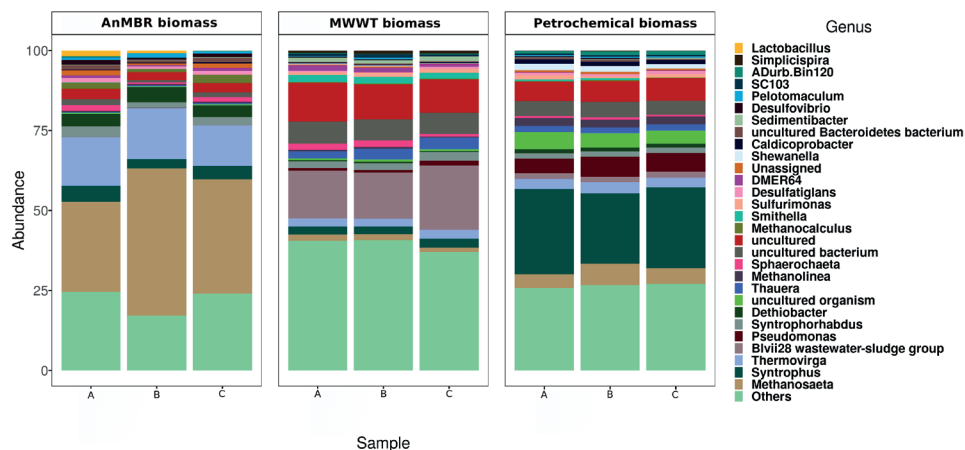 AnMBR biomass
MWWT biomass
Petrochemical biomass
Abundance
100
75
50
25
0
A
B
C
A
B
C
A
B
C
Sample
Genus
Lactobacillus
Simplicispira
ADurb.Bin120
SC103
Pelotomaculum
Desulfovibrio
Sedimentibacter
uncultured Bacteroidetes bacterium
Caldicoprobacter
Shewanella
Unassigned
DMER64
Desulfatiglans
Sulfurimonas
Smithella
Methanocalculus
uncultured
uncultured bacterium
Sphaerochaeta
Methanolinea
Thauera
uncultured organism
Dethiobacter
Syntrophorhabdus
Pseudomonas
Blvii28 wastewater-sludge group
Thermovirga
Syntrophus
Methanosaeta
Others